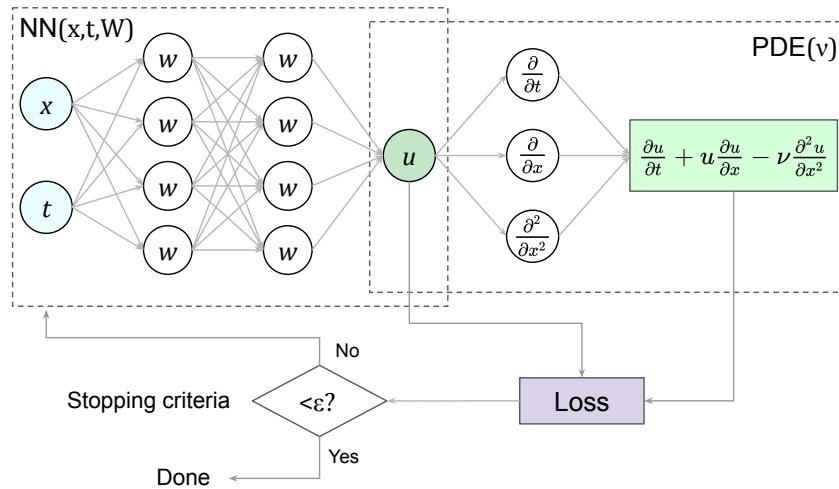 NN(x,t,W)
PDE(ν)
x
t
w
w
w
w
w
w
w
w
u
∂/∂t
∂/∂x
∂²/∂x²
∂u/∂t + u ∂u/∂x − ν ∂²u/∂x²
No
Stopping criteria
<ε?
Loss
Yes
Done